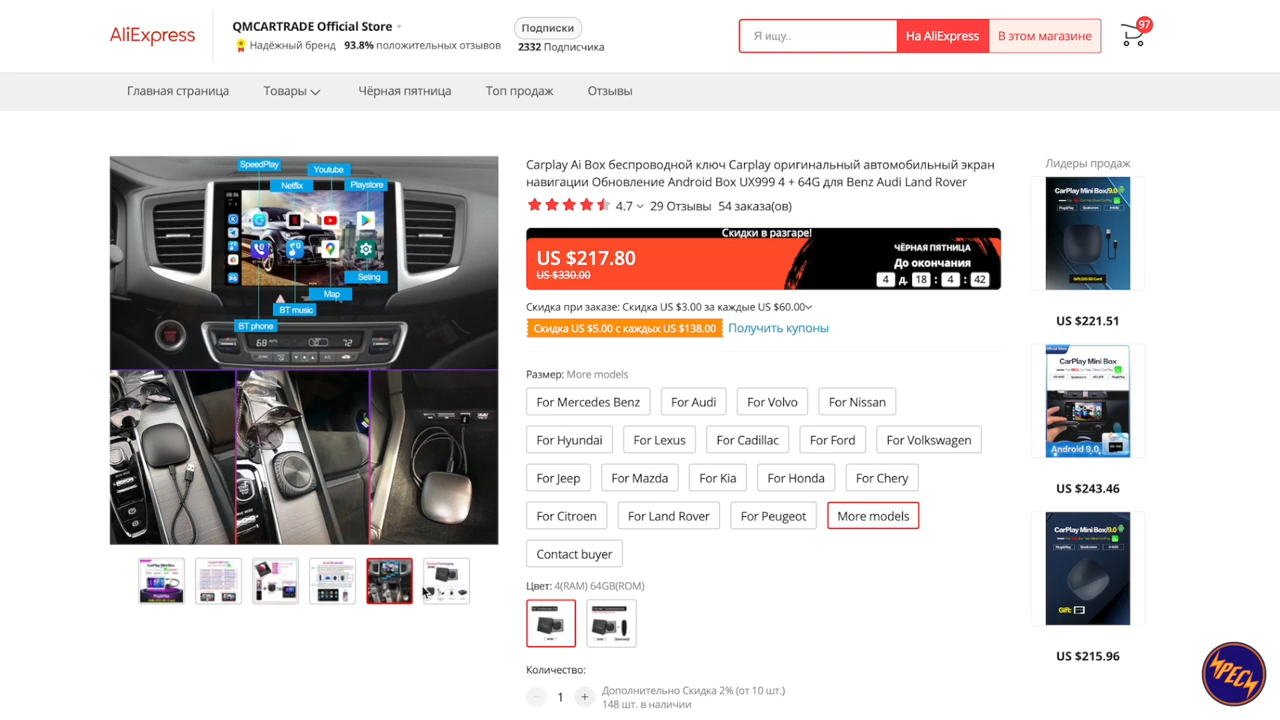 AliExpress
QMCARTRADE Official Store
Надёжный бренд 93.8% положительных отзывов
Подписки
2332 Подписчика
Я ищу..
На AliExpress
В этом магазине
97
Главная страница
Товары
Чёрная пятница
Топ продаж
Отзывы
SpeedPlay
Youtube
Netflix
Playstore
Seting
Map
BT music
BT phone
68
72
Carplay Ai Box беспроводной ключ Carplay оригинальный автомобильный экран
навигации Обновление Android Box UX999 4 + 64G для Benz Audi Land Rover
4.7 29 Отзывы 54 заказа(ов)
Скидки в разгаре!
US $217.80
US $330.00
ЧЁРНАЯ ПЯТНИЦА
До окончания
4 д. 18 : 4 : 42
Скидка при заказе: Скидка US $3.00 за каждые US $60.00
Скидка US $5.00 с каждых US $138.00 Получить купоны
Размер: More models
For Mercedes Benz For Audi For Volvo For Nissan
For Hyundai For Lexus For Cadillac For Ford For Volkswagen
For Jeep For Mazda For Kia For Honda For Chery
For Citroen For Land Rover For Peugeot More models
Contact buyer
Цвет: 4(RAM) 64GB(ROM)
Количество:
1
Дополнительно Скидка 2% (от 10 шт.)
148 шт. в наличии
Лидеры продаж
CarPlay Mini Box/9.0
US $221.51
CarPlay Mini Box
Android 9.0
US $243.46
CarPlay Mini Box/9.0
Gift:
US $215.96